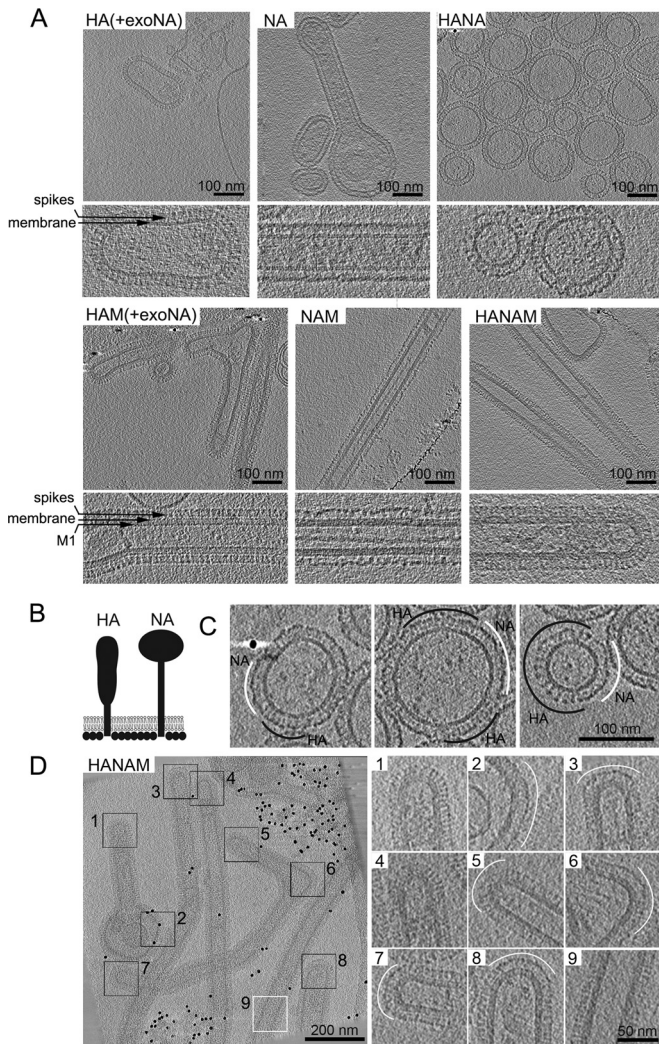 A
HA(+exoNA)
NA
HANA
100 nm
100 nm
100 nm
spikes
membrane
HAM(+exoNA)
NAM
HANAM
100 nm
100 nm
100 nm
spikes
membrane
M1
B
HA
NA
C
NA
HA
HA
NA
HA
HA
NA
100 nm
D
HANAM
1
2
3
4
5
6
7
8
9
200 nm
1
2
3
4
5
6
7
8
9
50 nm